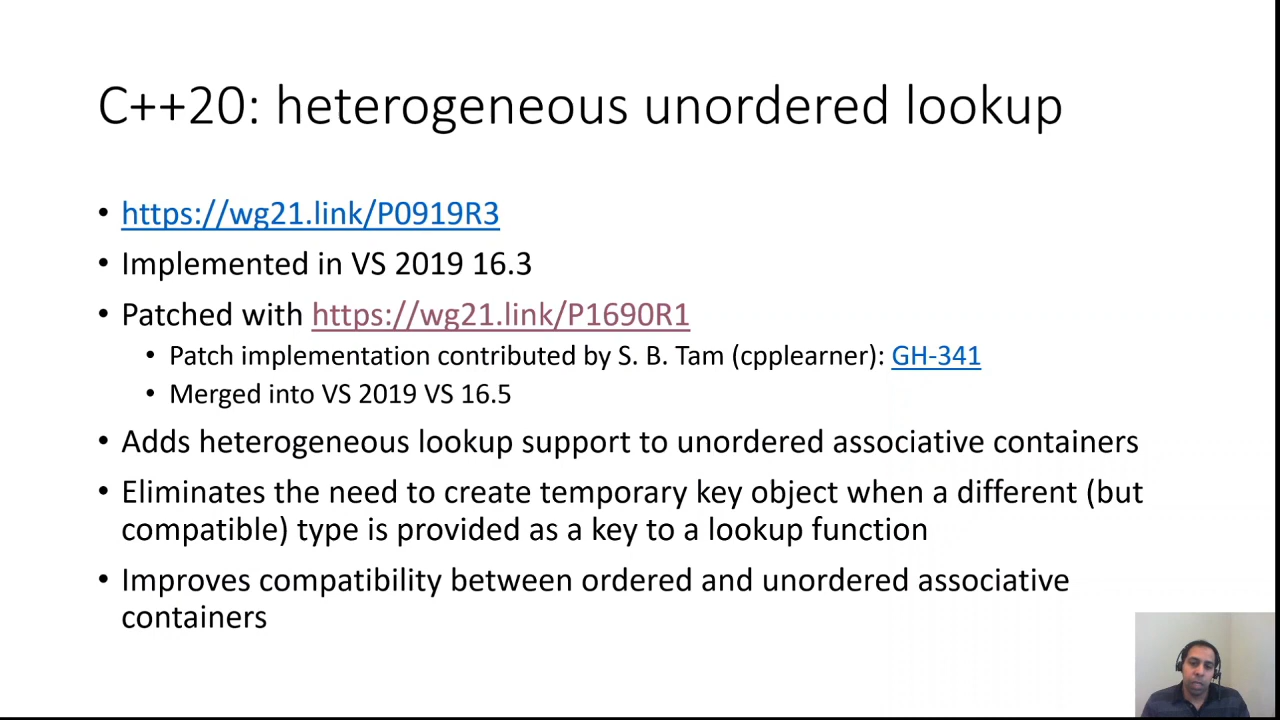 C++20: heterogeneous unordered lookup
• https://wg21.link/P0919R3
• Implemented in VS 2019 16.3
• Patched with https://wg21.link/P1690R1
• Patch implementation contributed by S. B. Tam (cpplearner): GH-341
• Merged into VS 2019 VS 16.5
• Adds heterogeneous lookup support to unordered associative containers
• Eliminates the need to create temporary key object when a different (but
compatible) type is provided as a key to a lookup function
• Improves compatibility between ordered and unordered associative
containers